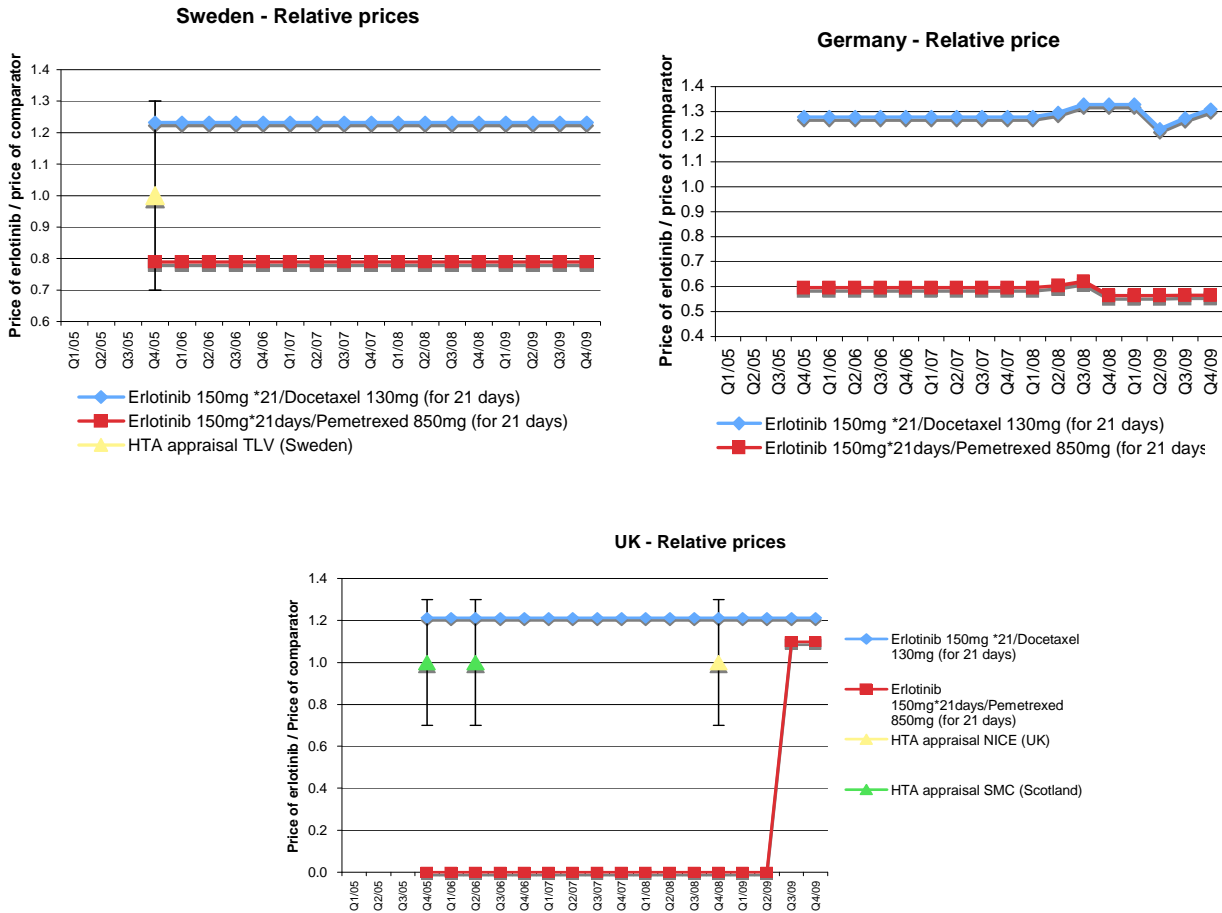 Sweden - Relative prices
Price of erlotinib / price of comparator
1.4
1.3
1.2
1.1
1.0
0.9
0.8
0.7
0.6
Q1/05
Q2/05
Q3/05
Q4/05
Q1/06
Q2/06
Q3/06
Q4/06
Q1/07
Q2/07
Q3/07
Q4/07
Q1/08
Q2/08
Q3/08
Q4/08
Q1/09
Q2/09
Q3/09
Q4/09
Erlotinib 150mg *21/Docetaxel 130mg (for 21 days)
Erlotinib 150mg*21days/Pemetrexed 850mg (for 21 days)
HTA appraisal TLV (Sweden)
Germany - Relative price
Price of erlotinib / price of comparator
1.4
1.3
1.2
1.1
1.0
0.9
0.8
0.7
0.6
0.5
0.4
Q1/05
Q2/05
Q3/05
Q4/05
Q1/06
Q2/06
Q3/06
Q4/06
Q1/07
Q2/07
Q3/07
Q4/07
Q1/08
Q2/08
Q3/08
Q4/08
Q1/09
Q2/09
Q3/09
Q4/09
Erlotinib 150mg *21/Docetaxel 130mg (for 21 days)
Erlotinib 150mg*21days/Pemetrexed 850mg (for 21 days
UK - Relative prices
Price of erlotinib / Price of comparator
1.4
1.2
1.0
0.8
0.6
0.4
0.2
0.0
Q1/05
Q2/05
Q3/05
Q4/05
Q1/06
Q2/06
Q3/06
Q4/06
Q1/07
Q2/07
Q3/07
Q4/07
Q1/08
Q2/08
Q3/08
Q4/08
Q1/09
Q2/09
Q3/09
Q4/09
Erlotinib 150mg *21/Docetaxel
130mg (for 21 days)
Erlotinib
150mg*21days/Pemetrexed
850mg (for 21 days)
HTA appraisal NICE (UK)
HTA appraisal SMC (Scotland)